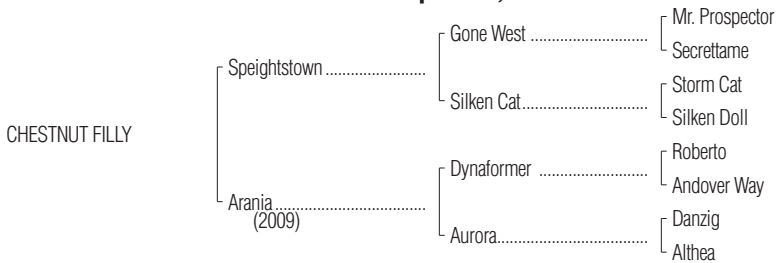 Mr. Prospector
Gone West ..............................
Secrettame
Speightstown .........................
Storm Cat
Silken Cat................................
Silken Doll
CHESTNUT FILLY
Roberto
Dynaformer ............................
Andover Way
Arania ......................................
(2009)
Danzig
Aurora......................................
Althea